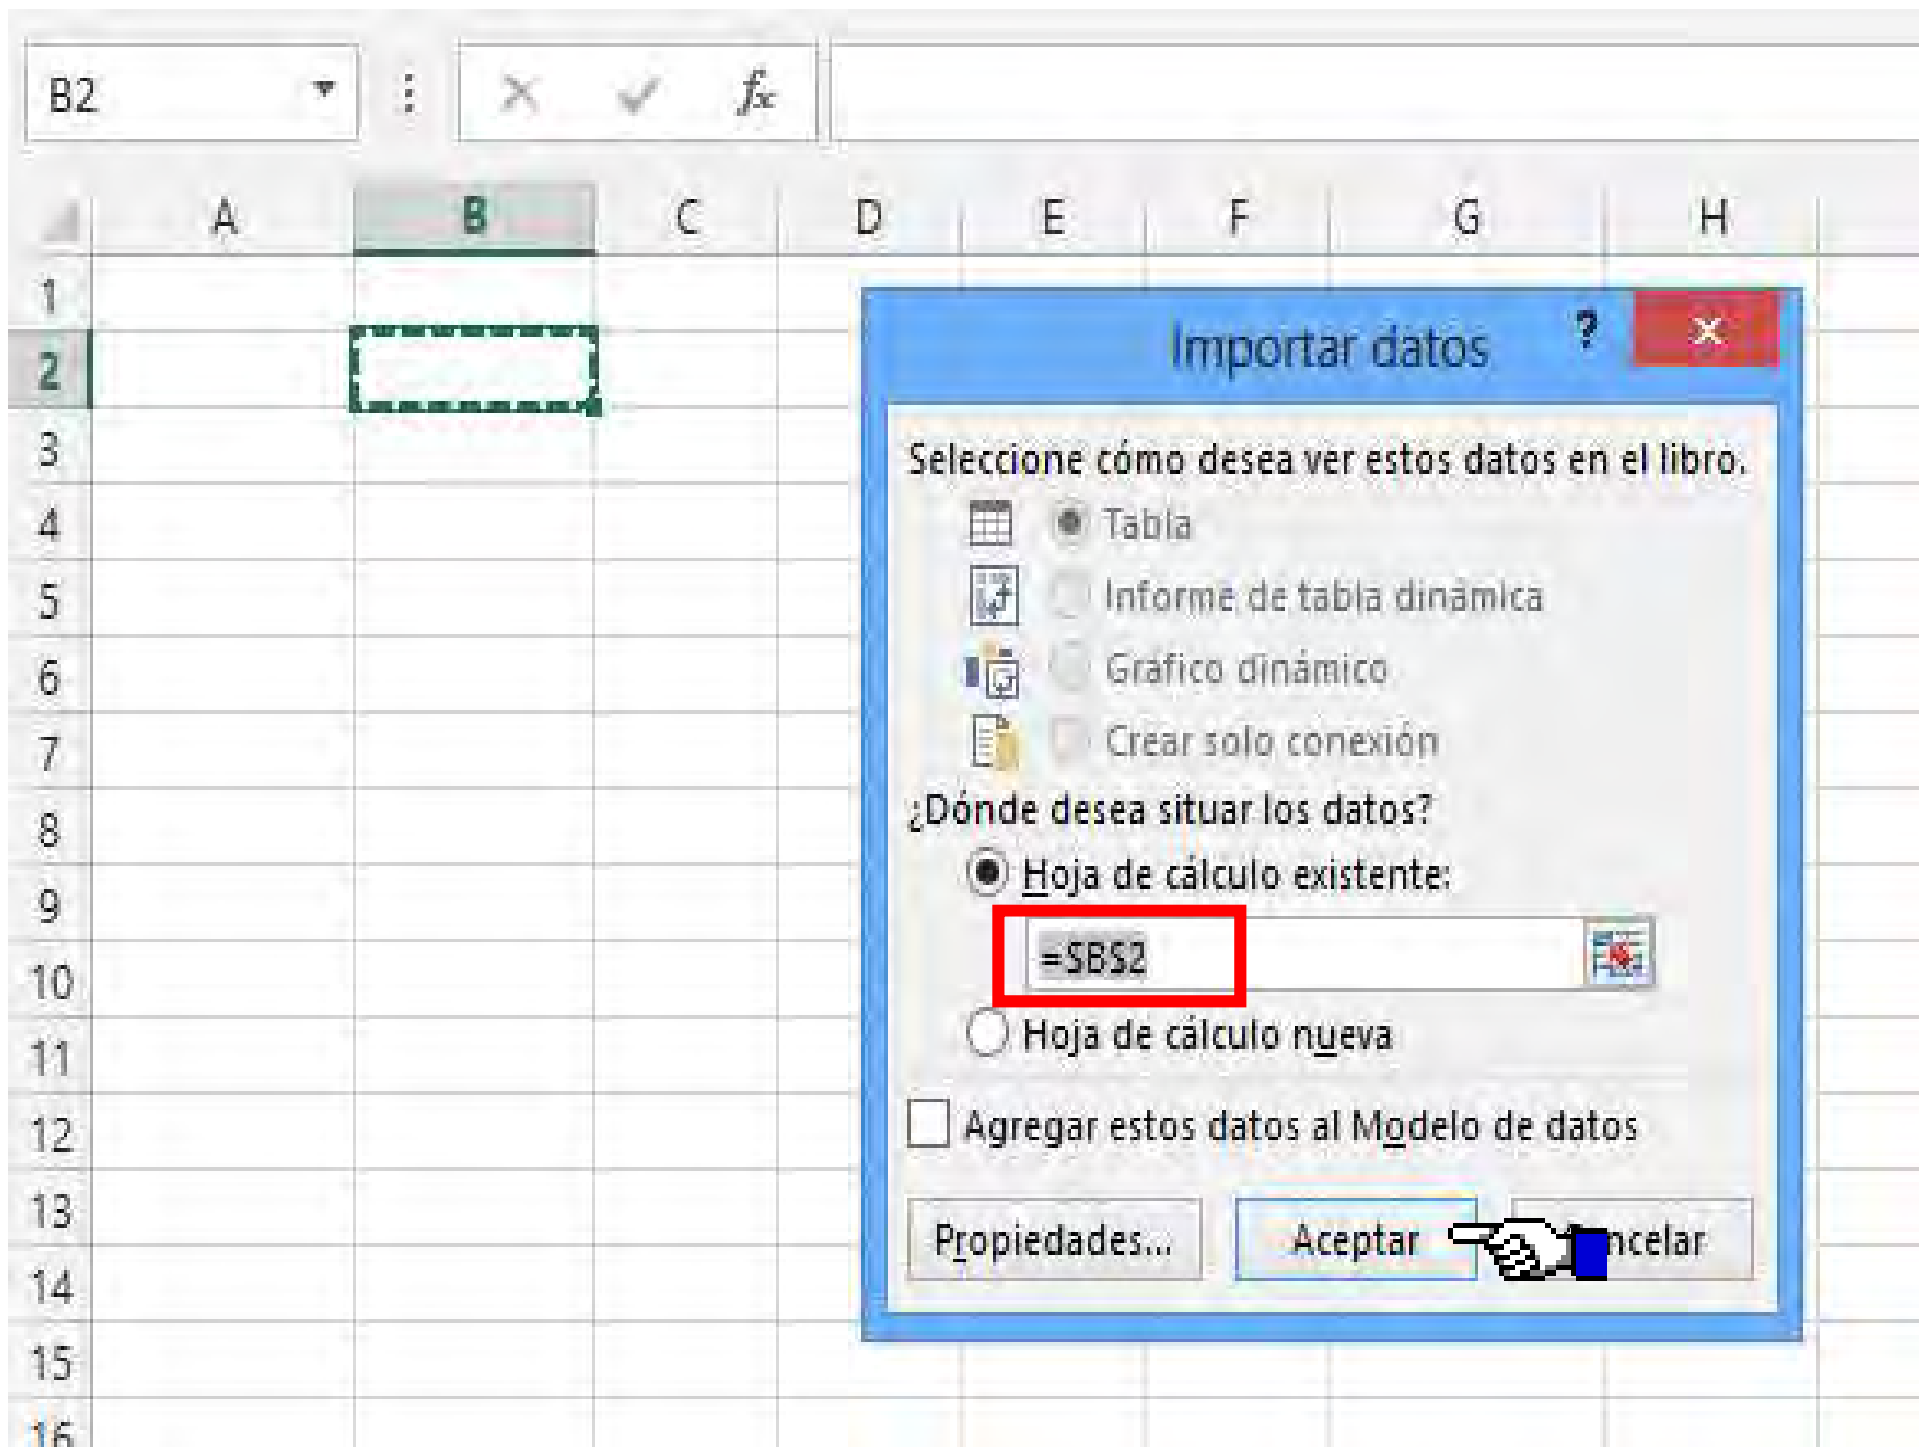 B2
fx
A B C D E F G H
1
2
3
4
5
6
7
8
9
10
11
12
13
14
15
16
Importar datos ? x
Seleccione cómo desea ver estos datos en el libro.
Tabla
Informe de tabla dinámica
Gráfico dinámico
Crear solo conexión
¿Dónde desea situar los datos?
Hoja de cálculo existente:
=$B$2
Hoja de cálculo nueva
Agregar estos datos al Modelo de datos
Propiedades... Aceptar ncelar